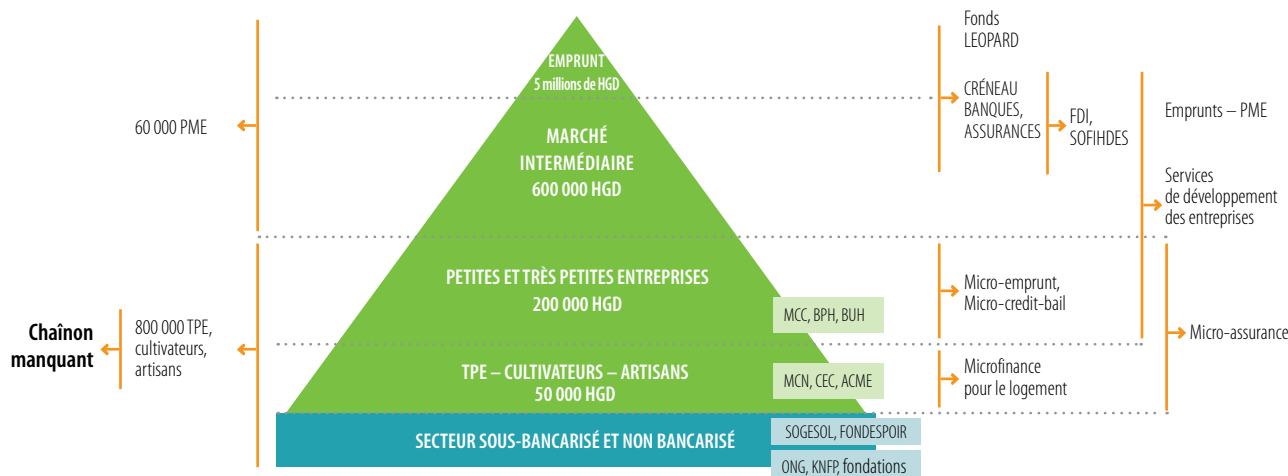 Fonds
LEOPARD
EMPRUNT
5 millions de HGD
CRÉNEAU
BANQUES,
ASSURANCES
FDI,
SOFIHDES
Emprunts – PME
60 000 PME
MARCHÉ
INTERMÉDIAIRE
600 000 HGD
Services
de développement
des entreprises
PETITES ET TRÈS PETITES ENTREPRISES
200 000 HGD
MCC, BPH, BUH
Micro-emprunt,
Micro-credit-bail
Chaînon
manquant
800 000 TPE,
cultivateurs,
artisans
Micro-assurance
TPE – CULTIVATEURS – ARTISANS
50 000 HGD
MCN, CEC, ACME
Microfinance
pour le logement
SECTEUR SOUS-BANCARISÉ ET NON BANCARISÉ
SOGESOL, FONDESPOIR
ONG, KNFP, fondations